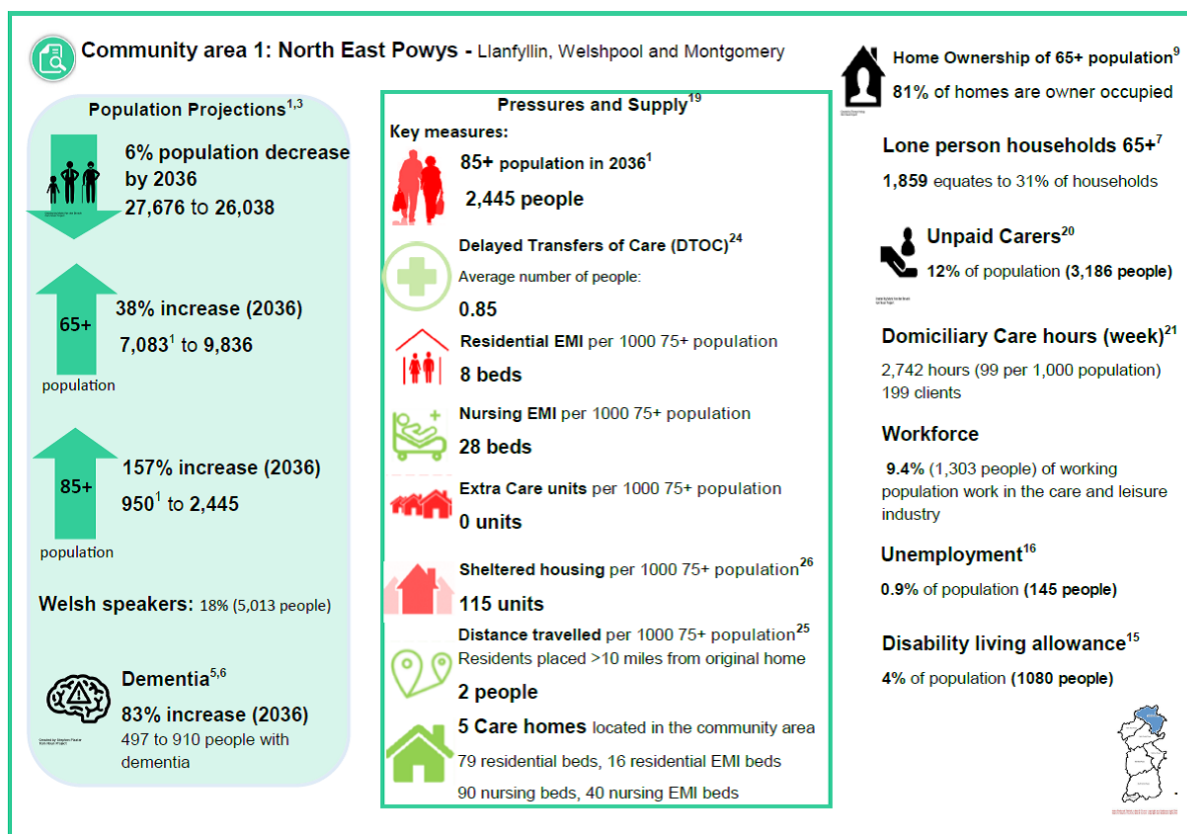 Community area 1: North East Powys - Llanfyllin, Welshpool and Montgomery
Population Projections1,3
6% population decrease
by 2036
27,676 to 26,038
65+
population
38% increase (2036)
7,0831 to 9,836
85+
population
157% increase (2036)
9501 to 2,445
Welsh speakers: 18% (5,013 people)
Dementia5,6
83% increase (2036)
497 to 910 people with
dementia
Pressures and Supply19
Key measures:
85+ population in 20361
2,445 people
Delayed Transfers of Care (DTOC)24
Average number of people:
0.85
Residential EMI per 1000 75+ population
8 beds
Nursing EMI per 1000 75+ population
28 beds
Extra Care units per 1000 75+ population
0 units
Sheltered housing per 1000 75+ population26
115 units
Distance travelled per 1000 75+ population25
Residents placed >10 miles from original home
2 people
5 Care homes located in the community area
79 residential beds, 16 residential EMI beds
90 nursing beds, 40 nursing EMI beds
Home Ownership of 65+ population9
81% of homes are owner occupied
Lone person households 65+7
1,859 equates to 31% of households
Unpaid Carers20
12% of population (3,186 people)
Domiciliary Care hours (week)21
2,742 hours (99 per 1,000 population)
199 clients
Workforce
9.4% (1,303 people) of working
population work in the care and leisure
industry
Unemployment16
0.9% of population (145 people)
Disability living allowance15
4% of population (1080 people)